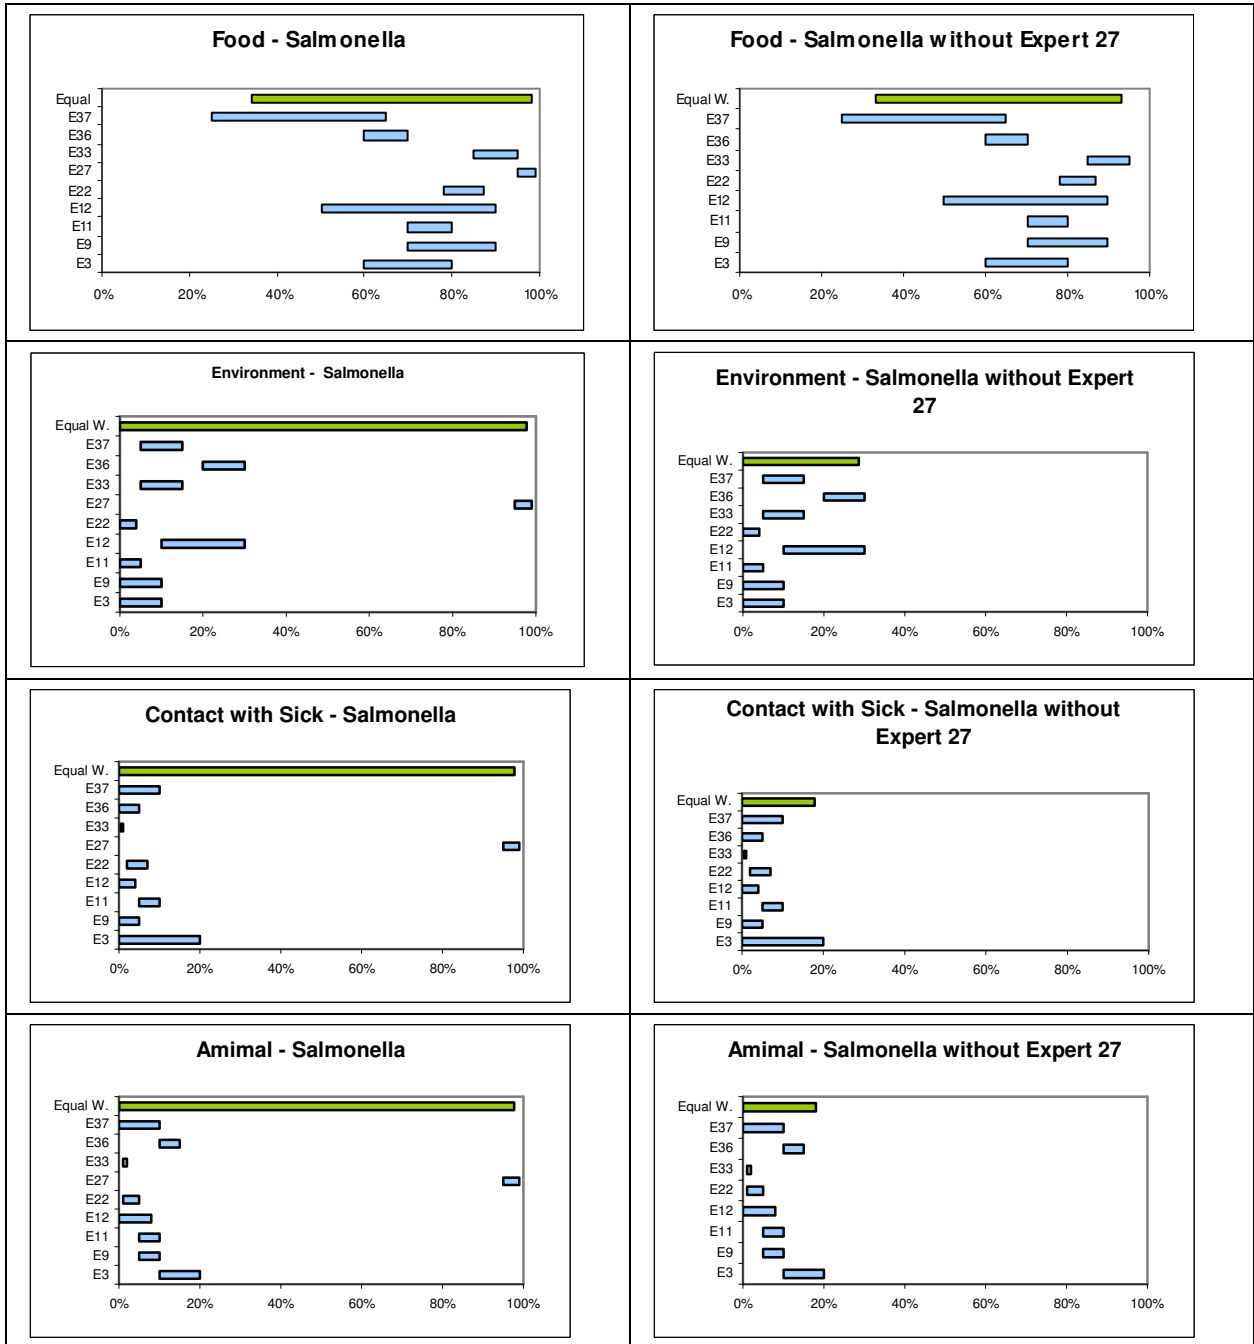 Food - Salmonella
Equal
E37
E36
E33
E27
E22
E12
E11
E9
E3
0% 20% 40% 60% 80% 100%
Food - Salmonella without Expert 27
Equal W.
E37
E36
E33
E22
E12
E11
E9
E3
0% 20% 40% 60% 80% 100%
Environment - Salmonella
Equal W.
E37
E36
E33
E27
E22
E12
E11
E9
E3
0% 20% 40% 60% 80% 100%
Environment - Salmonella without Expert
27
Equal W.
E37
E36
E33
E22
E12
E11
E9
E3
0% 20% 40% 60% 80% 100%
Contact with Sick - Salmonella
Equal W.
E37
E36
E33
E27
E22
E12
E11
E9
E3
0% 20% 40% 60% 80% 100%
Contact with Sick - Salmonella without
Expert 27
Equal W.
E37
E36
E33
E22
E12
E11
E9
E3
0% 20% 40% 60% 80% 100%
Amimal - Salmonella
Equal W.
E37
E36
E33
E27
E22
E12
E11
E9
E3
0% 20% 40% 60% 80% 100%
Amimal - Salmonella without Expert 27
Equal W.
E37
E36
E33
E22
E12
E11
E9
E3
0% 20% 40% 60% 80% 100%